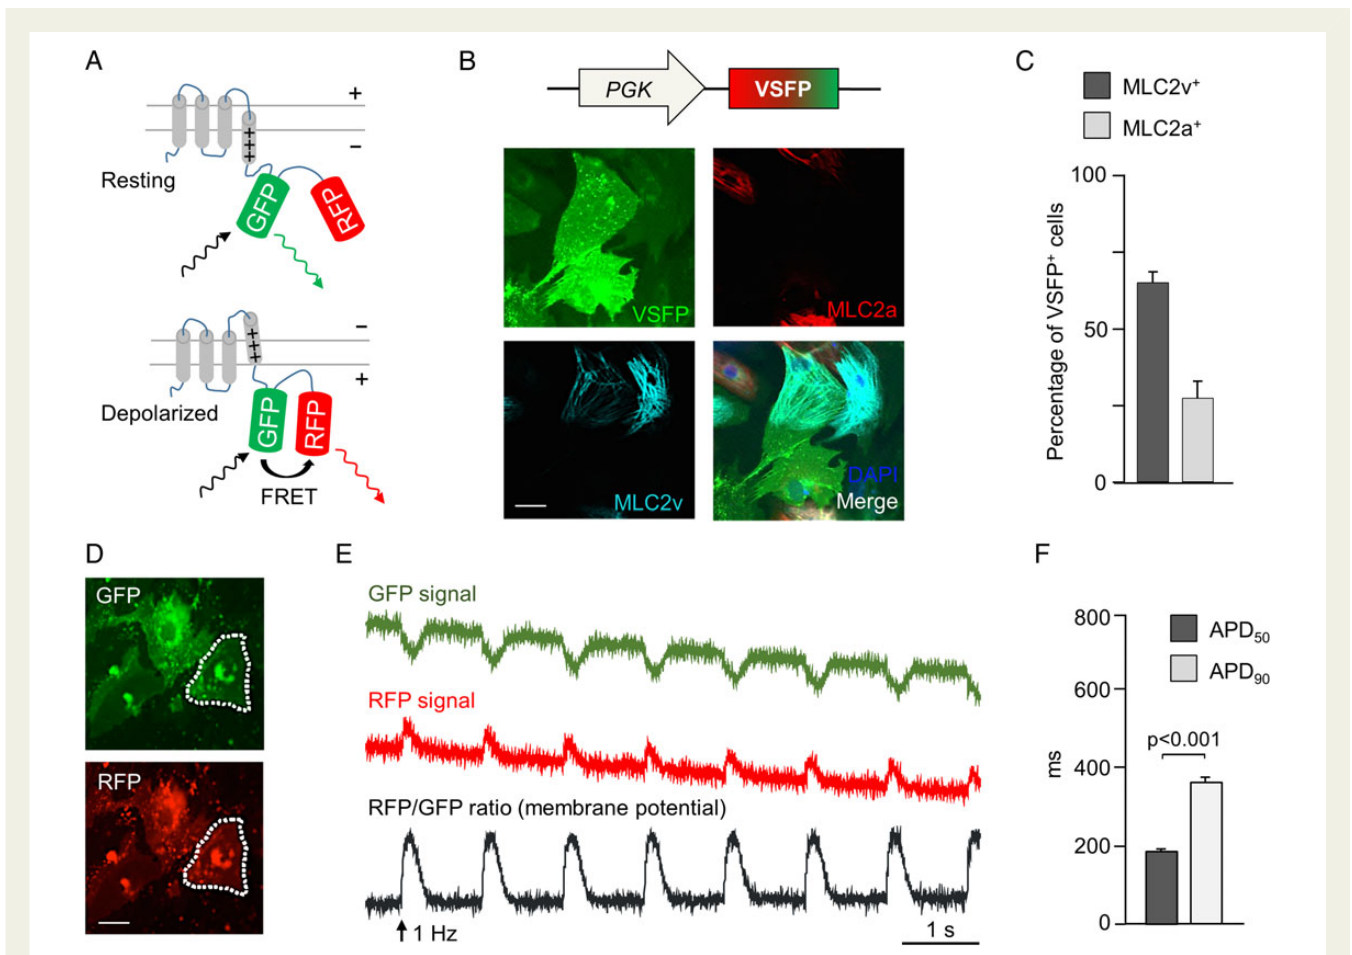 A
+
−
+++
Resting
GFP
RFP
−
+
+++
Depolarized
GFP
RFP
FRET
B
PGK
VSFP
VSFP
MLC2a
MLC2v
DAPI
Merge
C
MLC2v⁺
MLC2a⁺
Percentage of VSFP⁺ cells
100
50
0
D
GFP
RFP
E
GFP signal
RFP signal
RFP/GFP ratio (membrane potential)
1 Hz
1 s
F
APD₅₀
APD₉₀
ms
800
600
400
200
0
p<0.001